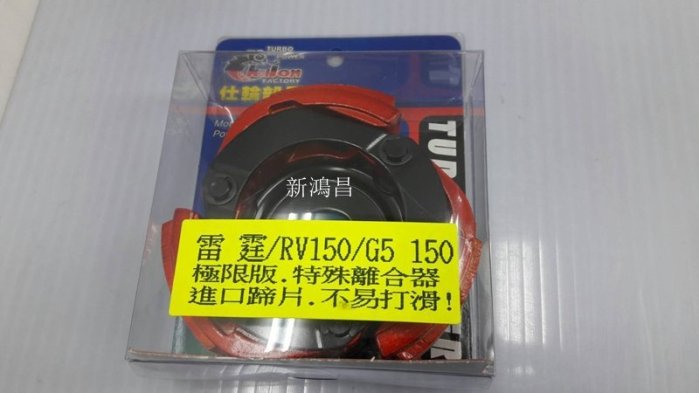 TURBO
FACTORY
仕輪
新鴻昌
雷霆/RV150/G5 150
極限版.特殊離合器
進口蹄片.不易打滑!